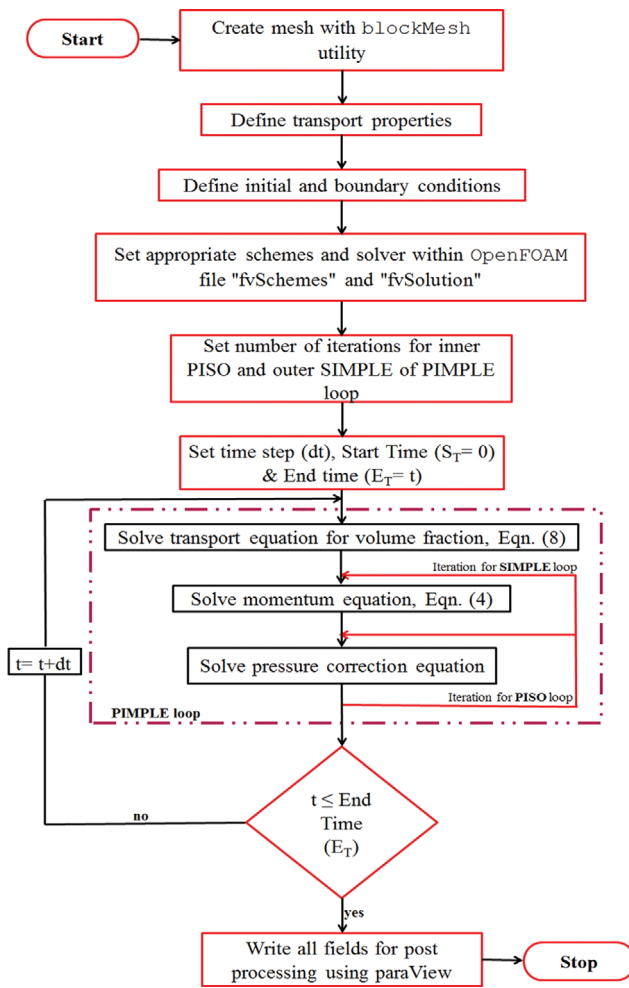 Start
Create mesh with blockMesh
utility
Define transport properties
Define initial and boundary conditions
Set appropriate schemes and solver within OpenFOAM
file "fvSchemes" and "fvSolution"
Set number of iterations for inner
PISO and outer SIMPLE of PIMPLE
loop
Set time step (dt), Start Time (S_T= 0)
& End time (E_T= t)
Solve transport equation for volume fraction, Eqn. (8)
Iteration for SIMPLE loop
Solve momentum equation, Eqn. (4)
t= t+dt
Solve pressure correction equation
Iteration for PISO loop
PIMPLE loop
t ≤ End
Time
(E_T)
no
yes
Write all fields for post
processing using paraView
Stop